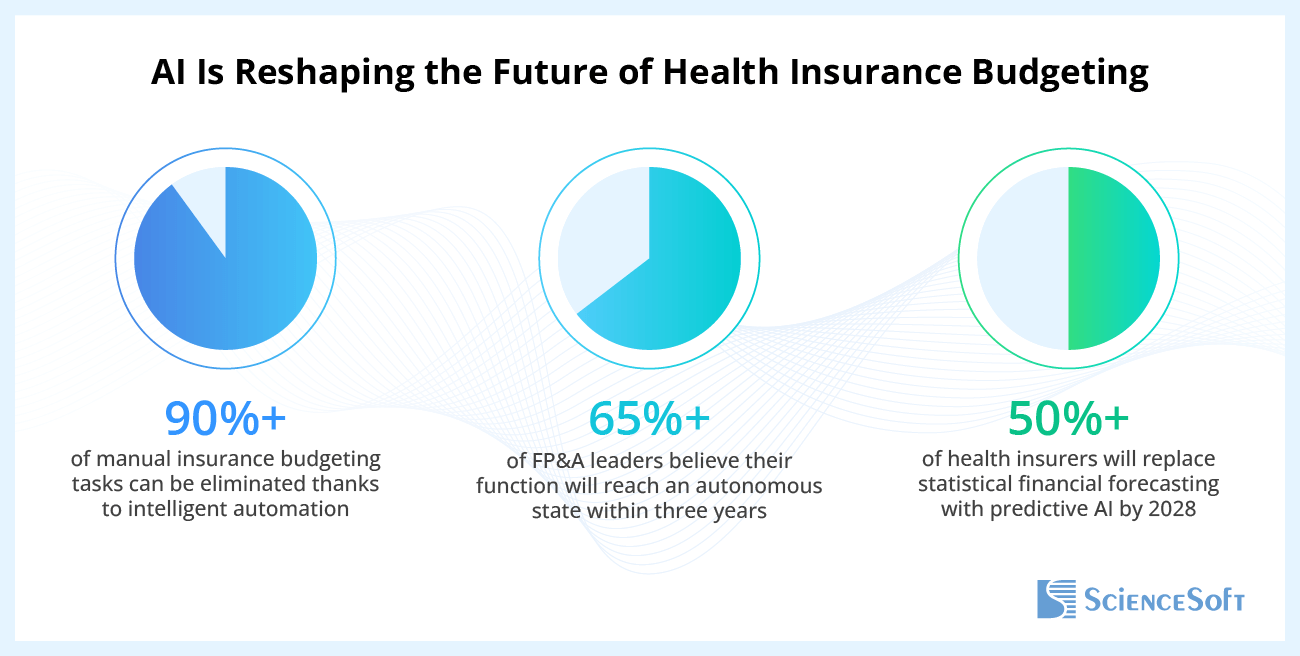 AI Is Reshaping the Future of Health Insurance Budgeting
90%+
of manual insurance budgeting
tasks can be eliminated thanks
to intelligent automation
65%+
of FP&A leaders believe their
function will reach an autonomous
state within three years
50%+
of health insurers will replace
statistical financial forecasting
with predictive AI by 2028
ScienceSoft